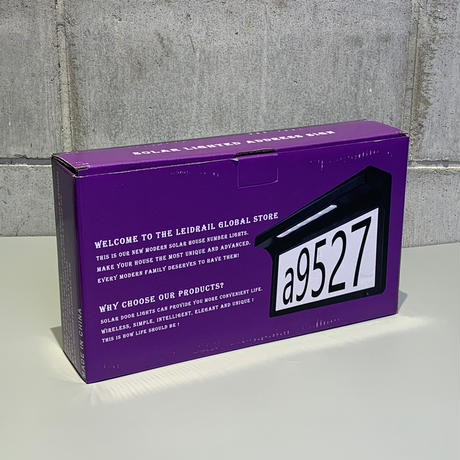 SOLAR LIGHTED ADDRESS SIGN
WELCOME TO THE LEIDRAIL GLOBAL STORE
THIS IS OUR NEW MODERN SOLAR HOUSE NUMBER LIGHTS.
MAKE YOUR HOUSE THE MOST UNIQUE AND ADVANCED.
EVERY MODERN FAMILY DESERVES TO HAVE THEM!
a9527
WHY CHOOSE OUR PRODUCTS?
SOLAR DOOR LIGHTS CAN PROVIDE YOU MORE CONVENIENT LIFE.
WIRELESS, SIMPLE, INTELLIGENT, ELEGANT AND UNIQUE !
THIS IS HOW LIFE SHOULD BE !
MADE IN CHINA